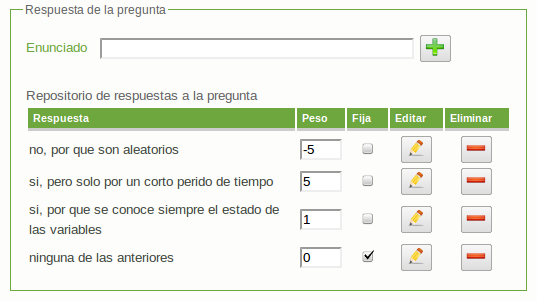 Respuesta de la pregunta
Enunciado
Repositorio de respuestas a la pregunta
Respuesta Peso Fija Editar Eliminar
no, por que son aleatorios -5
si, pero solo por un corto perido de tiempo 5
si, por que se conoce siempre el estado de
las variables 1
ninguna de las anteriores 0